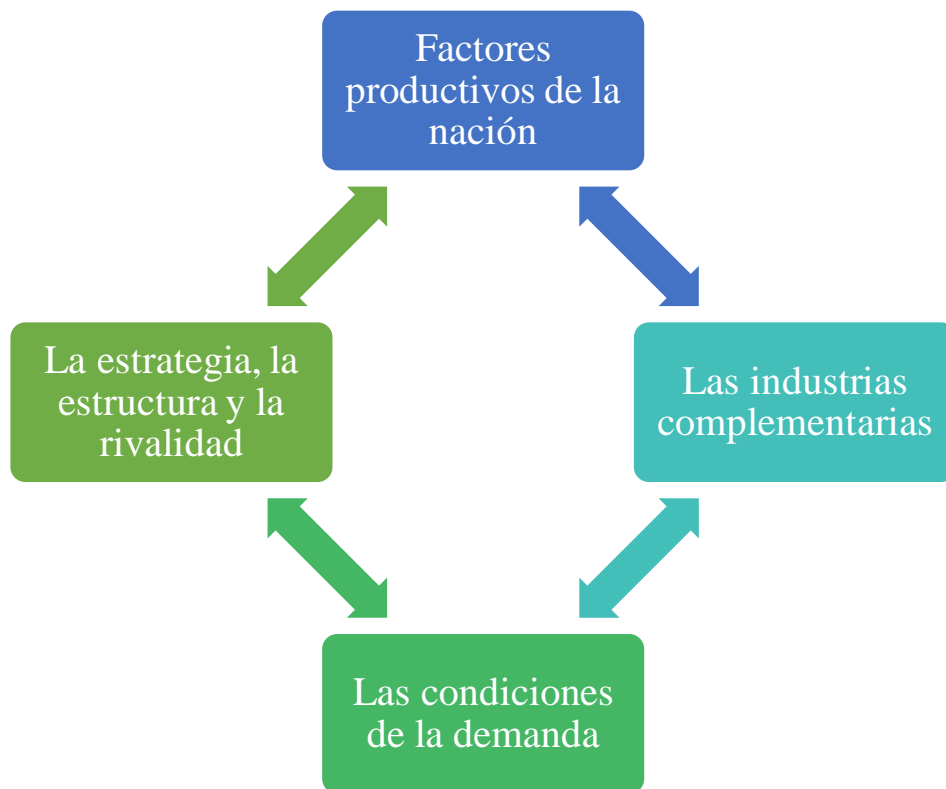 Factores
productivos de la
nación
La estrategia, la
estructura y la
rivalidad
Las industrias
complementarias
Las condiciones
de la demanda